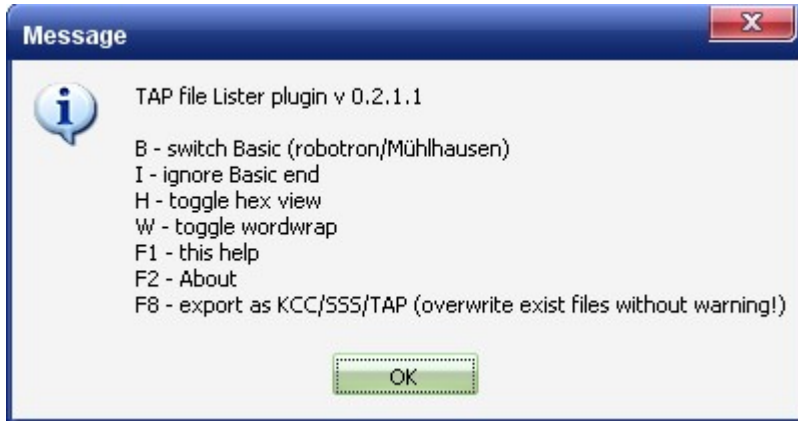 Message
TAP file Lister plugin v 0.2.1.1
B - switch Basic (robotron/Mühlhausen)
I - ignore Basic end
H - toggle hex view
W - toggle wordwrap
F1 - this help
F2 - About
F8 - export as KCC/SSS/TAP (overwrite exist files without warning!)
OK